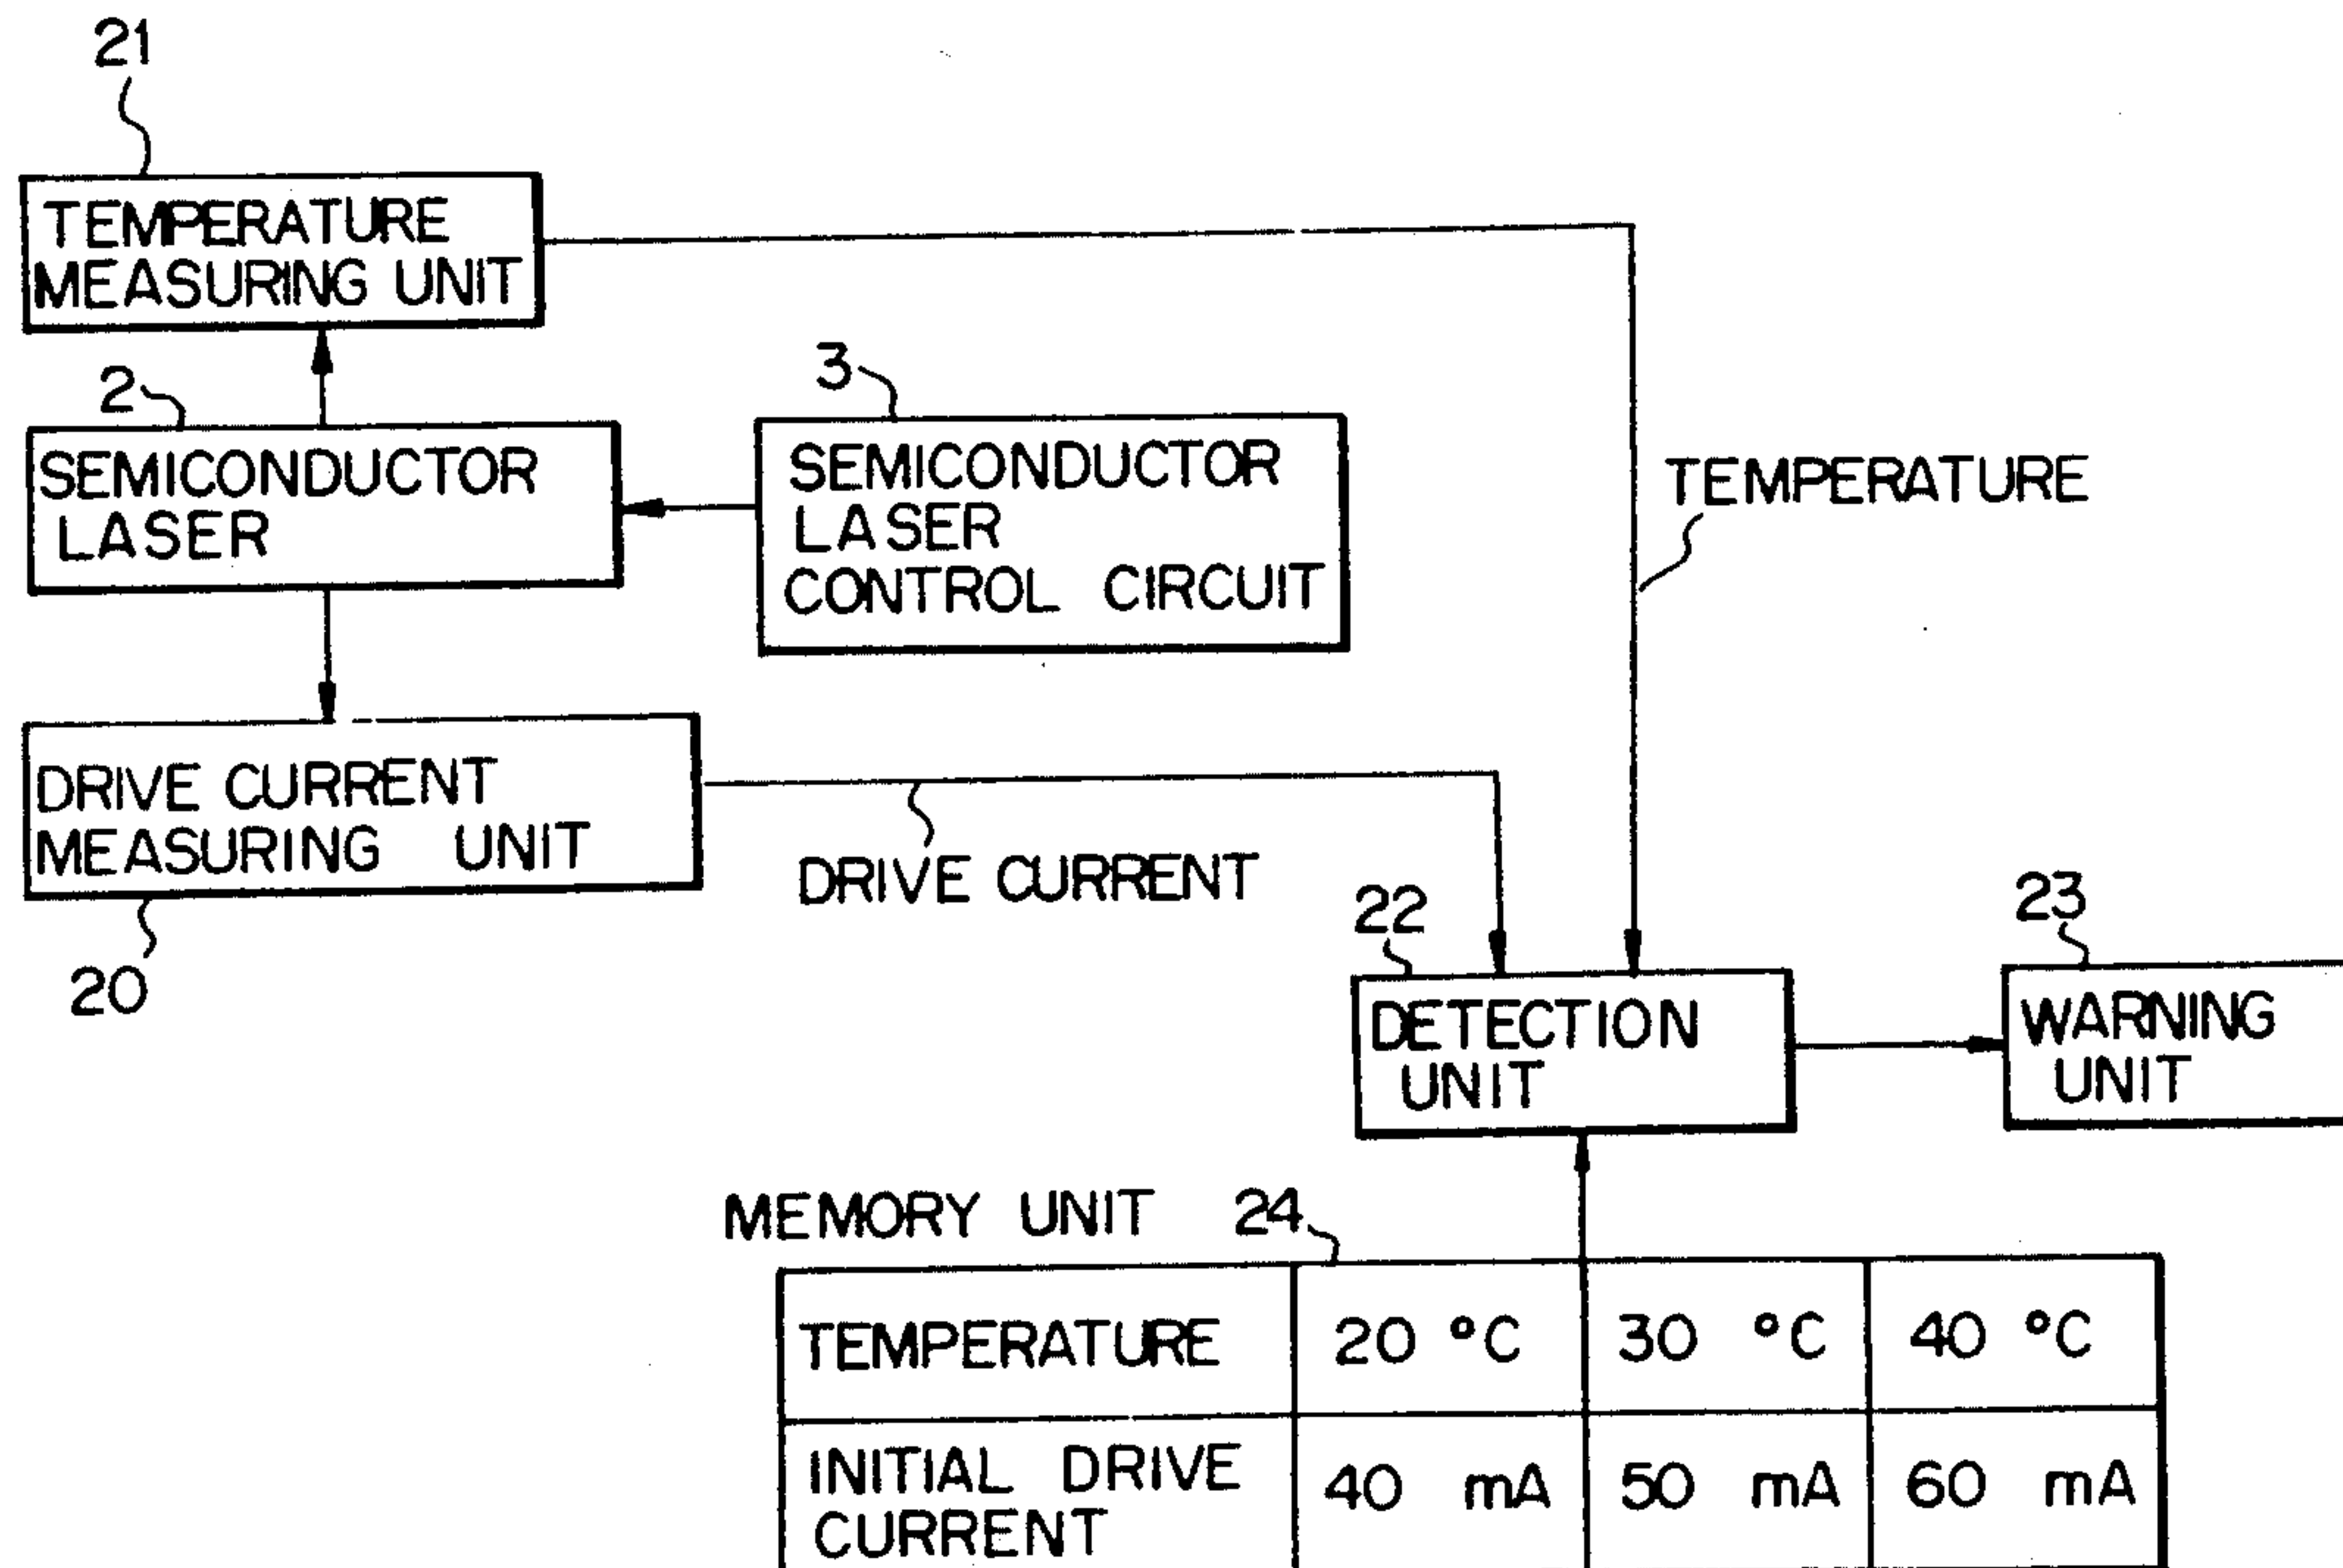 21
TEMPERATURE
MEASURING UNIT
2
SEMICONDUCTOR
LASER
3
SEMICONDUCTOR
LASER
CONTROL CIRCUIT
TEMPERATURE
DRIVE CURRENT
MEASURING UNIT
20
DRIVE CURRENT
22
DETECTION
UNIT
23
WARNING
UNIT
MEMORY UNIT 24
TEMPERATURE 20 °C 30 °C 40 °C
INITIAL DRIVE
CURRENT 40 mA 50 mA 60 mA